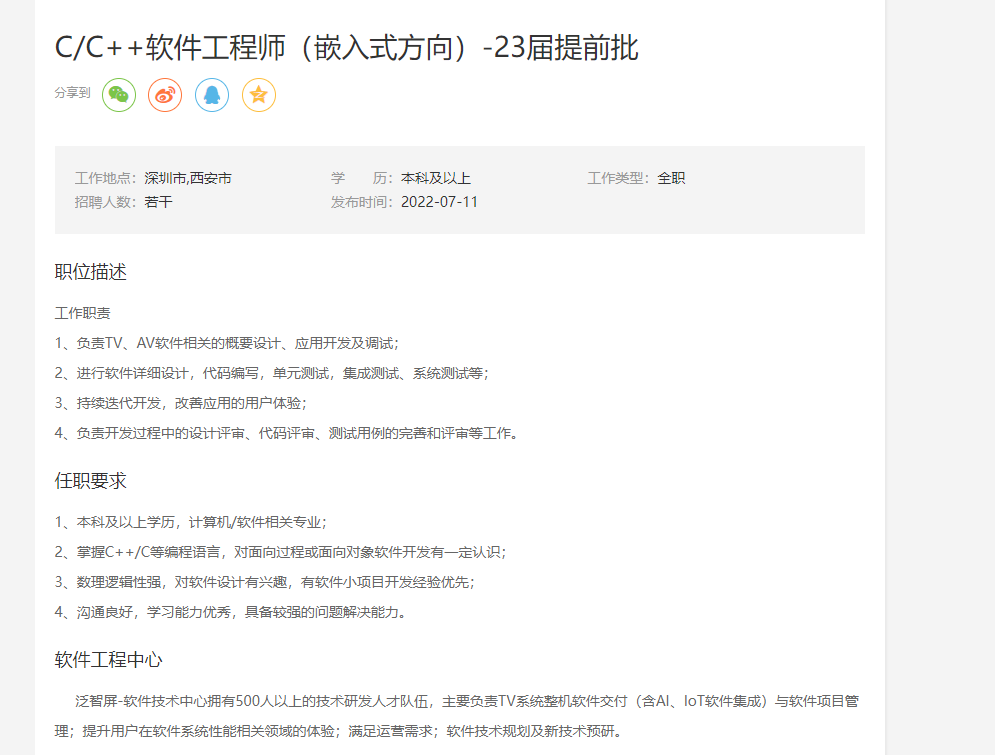 C/C++软件工程师（嵌入式方向）-23届提前批
分享到
工作地点：深圳市,西安市 学 历：本科及以上 工作类型：全职
招聘人数：若干 发布时间：2022-07-11
职位描述
工作职责
1、负责TV、AV软件相关的概要设计、应用开发及调试；
2、进行软件详细设计，代码编写，单元测试，集成测试、系统测试等；
3、持续迭代开发，改善应用的用户体验；
4、负责开发过程中的设计评审、代码评审、测试用例的完善和评审等工作。
任职要求
1、本科及以上学历，计算机/软件相关专业；
2、掌握C++/C等编程语言，对面向过程或面向对象软件开发有一定认识；
3、数理逻辑性强，对软件设计有兴趣，有软件小项目开发经验优先；
4、沟通良好，学习能力优秀，具备较强的问题解决能力。
软件工程中心
泛智屏-软件技术中心拥有500人以上的技术研发人才队伍，主要负责TV系统整机软件交付（含AI、IoT软件集成）与软件项目管
理；提升用户在软件系统性能相关领域的体验；满足运营需求；软件技术规划及新技术预研。